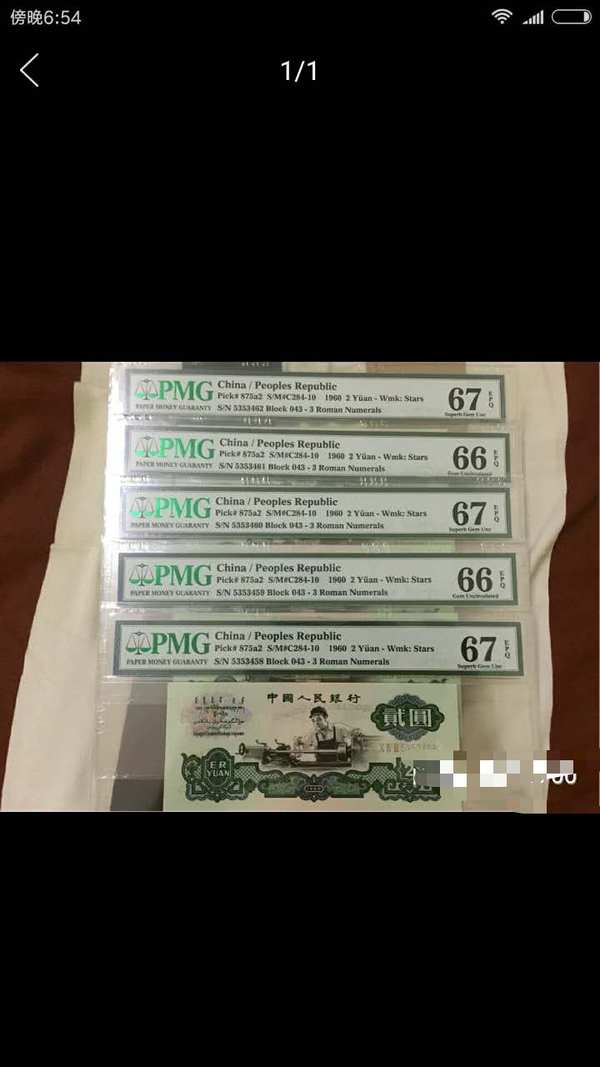 傍晚6:54
1/1
PMG
PAPER MONEY GUARANTY
China / Peoples Republic
Pick# 875a2 S/M#C284-10 1960 2 Yüan - Wmk: Stars
S/N 5353462 Block 043 - 3 Roman Numerals
67
EPQ
Superb Gem Unc
PMG
PAPER MONEY GUARANTY
China / Peoples Republic
Pick# 875a2 S/M#C284-10 1960 2 Yüan - Wmk: Stars
S/N 5353461 Block 043 - 3 Roman Numerals
66
EPQ
Gem Uncirculated
PMG
PAPER MONEY GUARANTY
China / Peoples Republic
Pick# 875a2 S/M#C284-10 1960 2 Yüan - Wmk: Stars
S/N 5353460 Block 043 - 3 Roman Numerals
67
EPQ
Superb Gem Unc
PMG
PAPER MONEY GUARANTY
China / Peoples Republic
Pick# 875a2 S/M#C284-10 1960 2 Yüan - Wmk: Stars
S/N 5353459 Block 043 - 3 Roman Numerals
66
EPQ
Gem Uncirculated
PMG
PAPER MONEY GUARANTY
China / Peoples Republic
Pick# 875a2 S/M#C284-10 1960 2 Yüan - Wmk: Stars
S/N 5353458 Block 043 - 3 Roman Numerals
67
EPQ
Superb Gem Unc
中國人民銀行
貳圓
ER
YUAN
1960